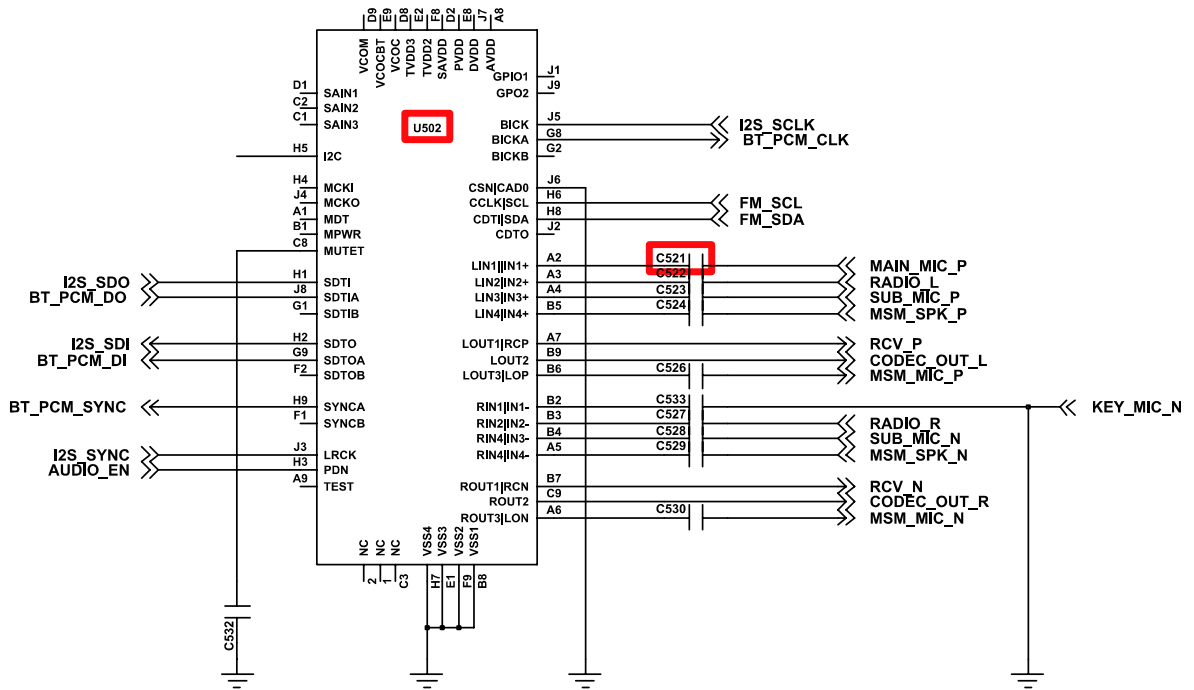 D9 E9 D8 E2 F8 D2 E8 J7 A8
VCOM VCOCBT VCOC TVDD3 TVDD2 SAVDD PVDD DVDD AVDD
GPIO1 J1
GPO2 J9
D1 SAIN1
C2 SAIN2
C1 SAIN3
U502
BICK J5 I2S_SCLK
BICKA G8 BT_PCM_CLK
BICKB G2
H5 I2C
H4 MCKI
J4 MCKO
A1 MDT
B1 MPWR
C8 MUTET
CSN|CAD0 J6
CCLK|SCL H6 FM_SCL
CDTI|SDA H8 FM_SDA
CDTO J2
LIN1||IN1+ A2 C521 MAIN_MIC_P
LIN2|IN2+ A3 C522 RADIO_L
LIN3|IN3+ A4 C523 SUB_MIC_P
LIN4|IN4+ B5 C524 MSM_SPK_P
I2S_SDO H1 SDTI
BT_PCM_DO J8 SDTIA
G1 SDTIB
I2S_SDI H2 SDTO
BT_PCM_DI G9 SDTOA
F2 SDTOB
LOUT1|RCP A7 RCV_P
LOUT2 B9 CODEC_OUT_L
LOUT3|LOP B6 C526 MSM_MIC_P
BT_PCM_SYNC H9 SYNCA
F1 SYNCB
RIN1|IN1- B2 C533 KEY_MIC_N
RIN2|IN2- B3 C527 RADIO_R
RIN4|IN3- B4 C528 SUB_MIC_N
RIN4|IN4- A5 C529 MSM_SPK_N
I2S_SYNC J3 LRCK
AUDIO_EN H3 PDN
A9 TEST
ROUT1|RCN B7 RCV_N
ROUT2 C9 CODEC_OUT_R
ROUT3|LON A6 C530 MSM_MIC_N
NC NC NC VSS4 VSS3 VSS2 VSS1
2 1 C3 H7 E1 F9 B8
C532